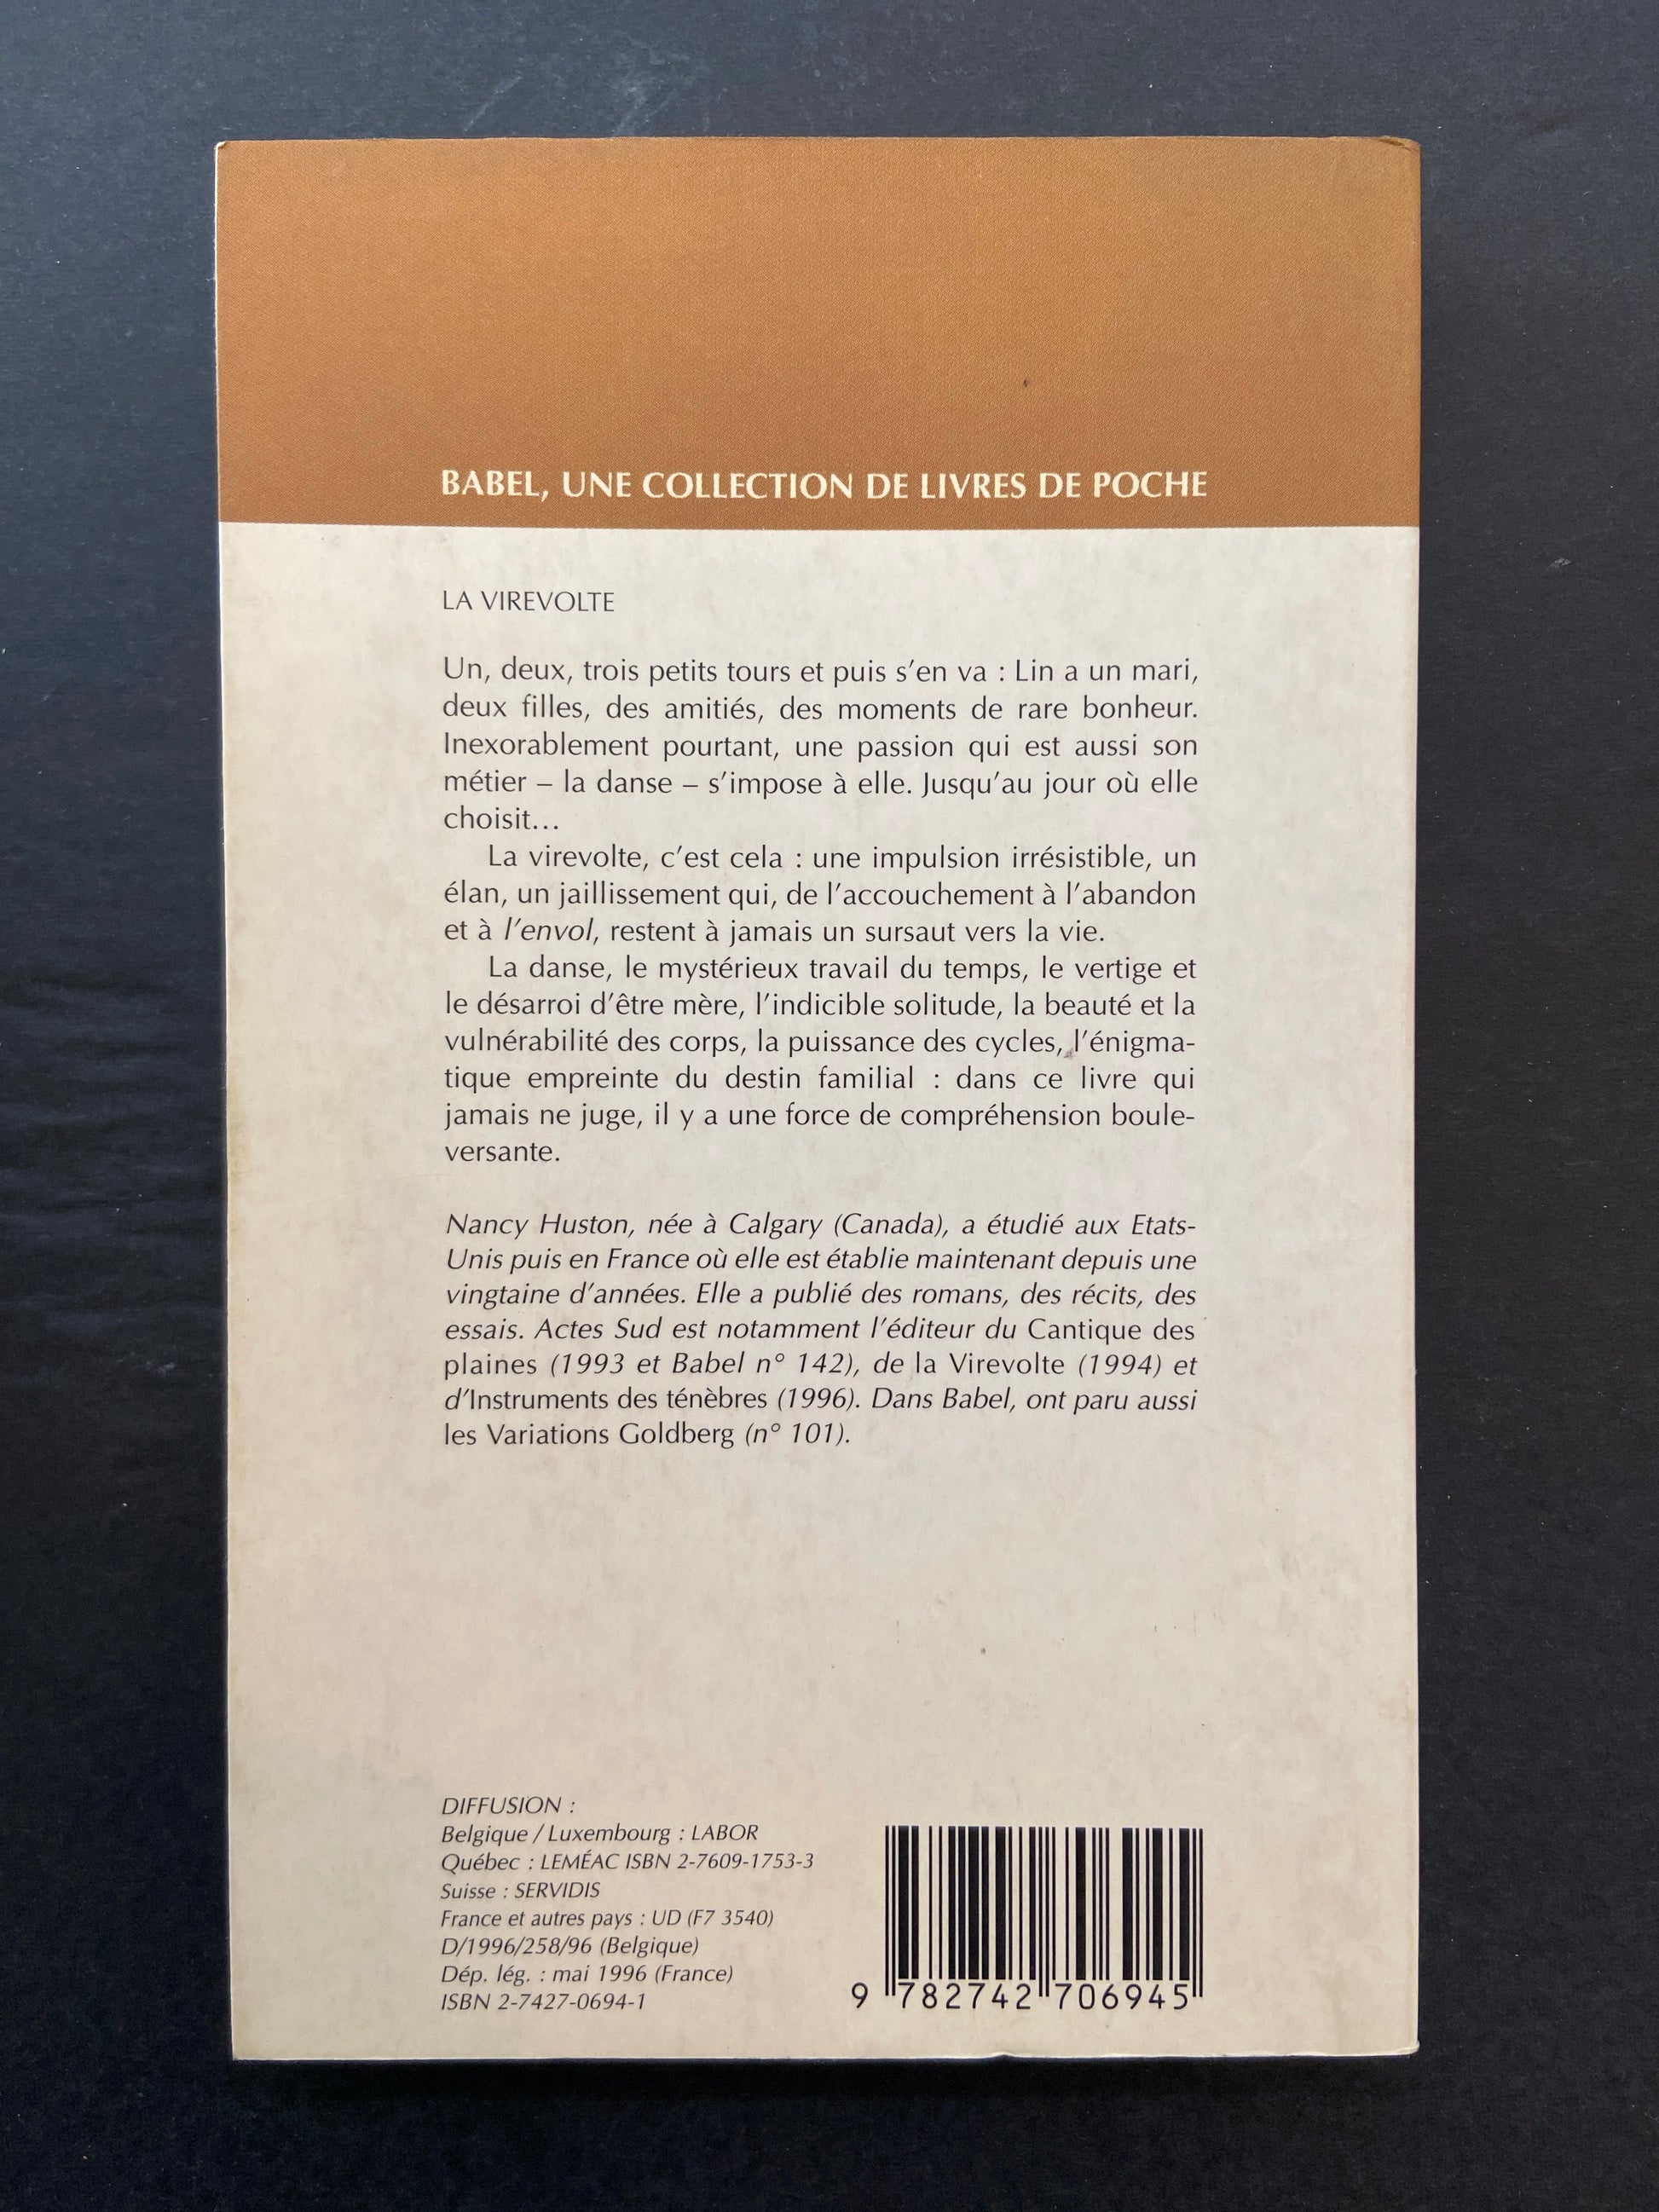 BABEL, UNE COLLECTION DE LIVRES DE POCHE
LA VIREVOLTE
Un, deux, trois petits tours et puis s’en va : Lin a un mari,
deux filles, des amitiés, des moments de rare bonheur.
Inexorablement pourtant, une passion qui est aussi son
métier – la danse – s’impose à elle. Jusqu’au jour où elle
choisit…
La virevolte, c’est cela : une impulsion irrésistible, un
élan, un jaillissement qui, de l’accouchement à l’abandon
et à l’envol, restent à jamais un sursaut vers la vie.
La danse, le mystérieux travail du temps, le vertige et
le désarroi d’être mère, l’indicible solitude, la beauté et la
vulnérabilité des corps, la puissance des cycles, l’énigma-
tique empreinte du destin familial : dans ce livre qui
jamais ne juge, il y a une force de compréhension boule-
versante.
Nancy Huston, née à Calgary (Canada), a étudié aux Etats-
Unis puis en France où elle est établie maintenant depuis une
vingtaine d’années. Elle a publié des romans, des récits, des
essais. Actes Sud est notamment l’éditeur du Cantique des
plaines (1993 et Babel n° 142), de la Virevolte (1994) et
d’Instruments des ténèbres (1996). Dans Babel, ont paru aussi
les Variations Goldberg (n° 101).
DIFFUSION :
Belgique / Luxembourg : LABOR
Québec : LEMÉAC ISBN 2-7609-1753-3
Suisse : SERVIDIS
France et autres pays : UD (F7 3540)
D/1996/258/96 (Belgique)
Dép. lég. : mai 1996 (France)
ISBN 2-7427-0694-1
9 782742 706945